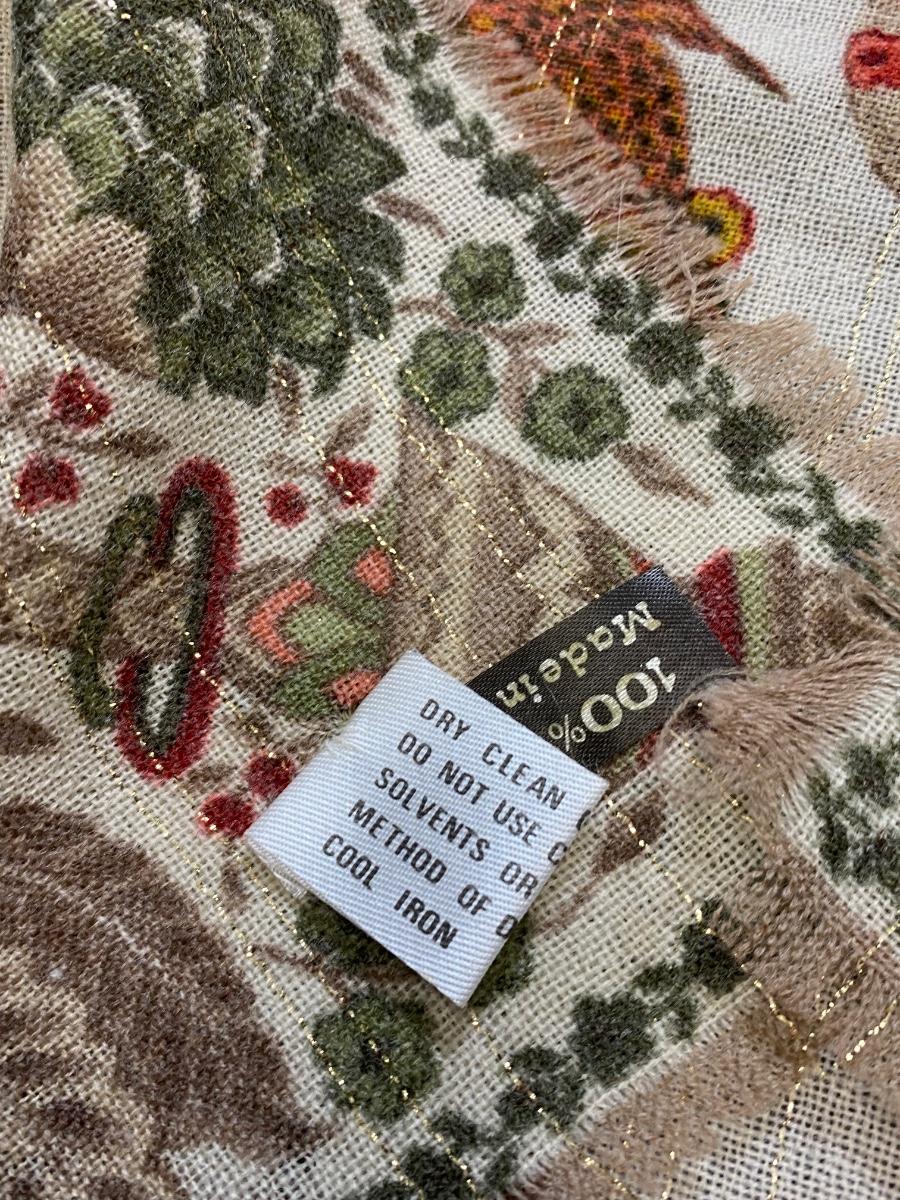 100%
Made in
DRY CLEAN
DO NOT USE
SOLVENTS OR
METHOD OF
COOL IRON